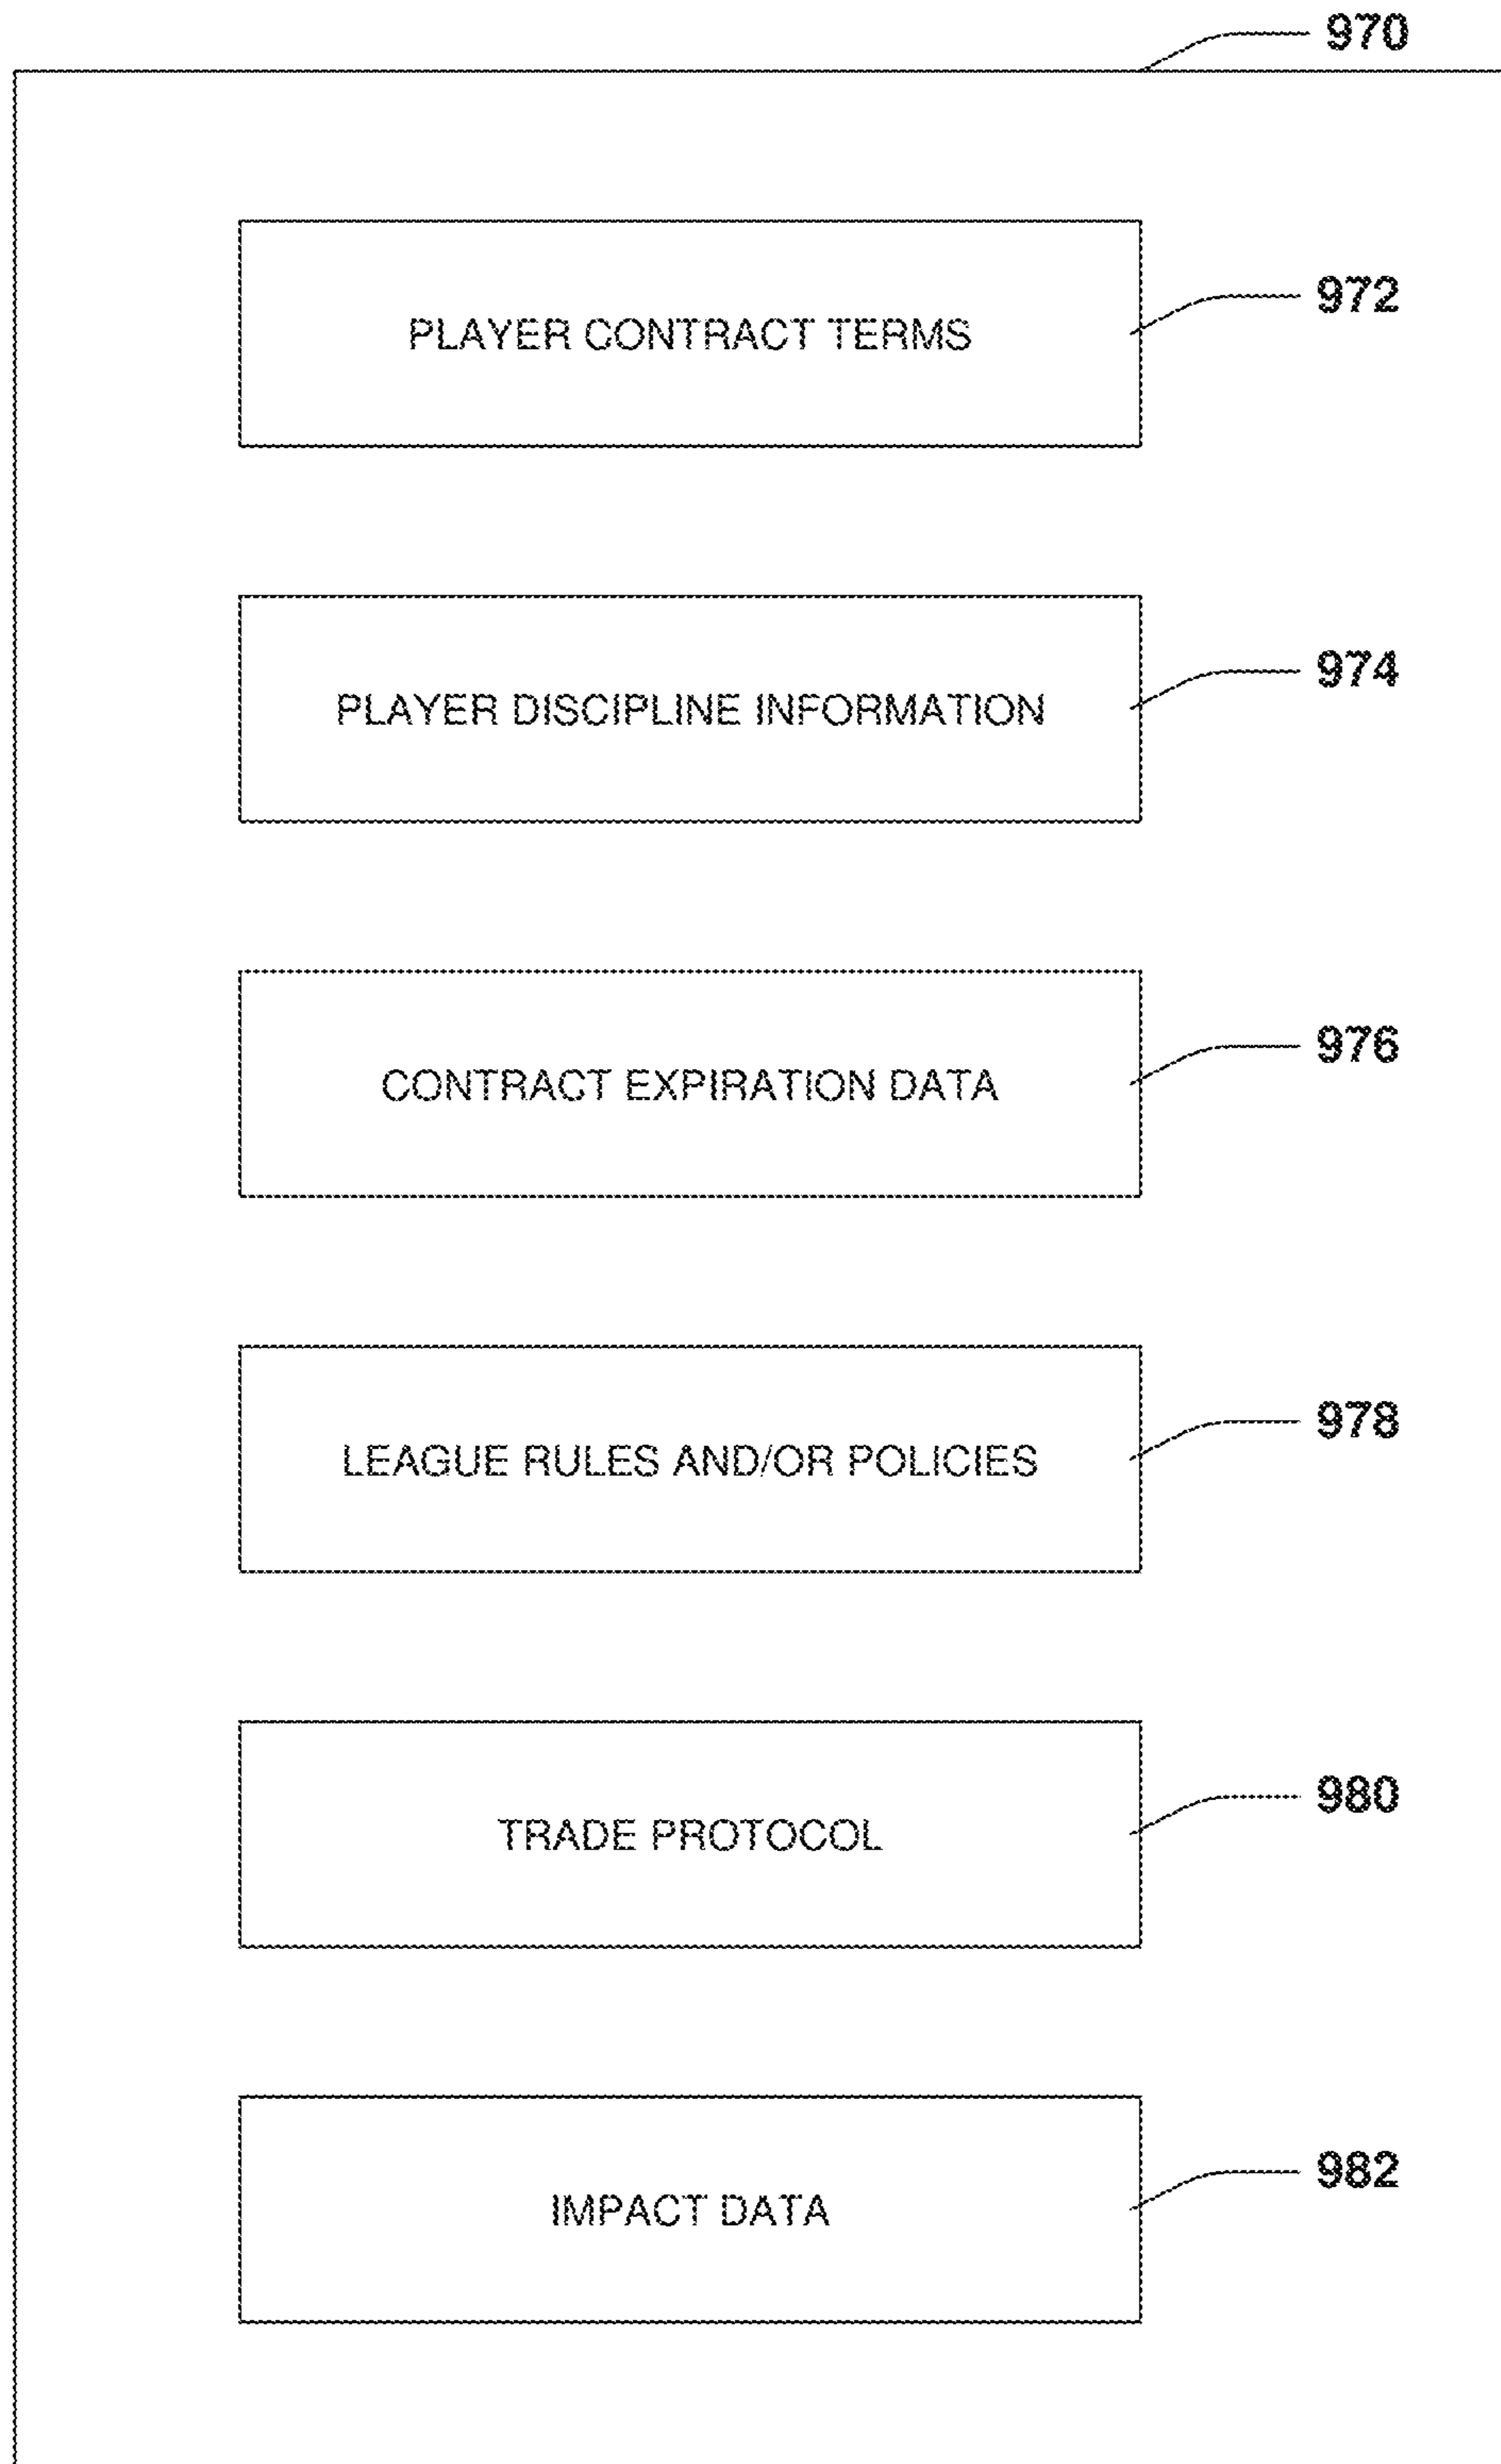 970
PLAYER CONTRACT TERMS
972
PLAYER DISCIPLINE INFORMATION
974
CONTRACT EXPIRATION DATA
976
LEAGUE RULES AND/OR POLICIES
978
TRADE PROTOCOL
980
IMPACT DATA
982